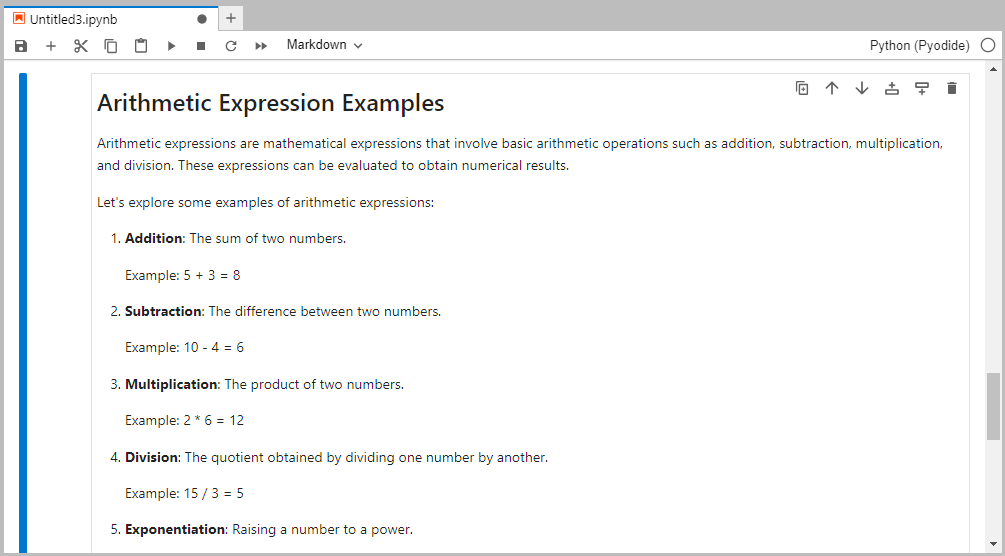 Untitled3.ipynb
Markdown
Python (Pyodide)
Arithmetic Expression Examples
Arithmetic expressions are mathematical expressions that involve basic arithmetic operations such as addition, subtraction, multiplication,
and division. These expressions can be evaluated to obtain numerical results.
Let's explore some examples of arithmetic expressions:
1. Addition: The sum of two numbers.
Example: 5 + 3 = 8
2. Subtraction: The difference between two numbers.
Example: 10 - 4 = 6
3. Multiplication: The product of two numbers.
Example: 2 * 6 = 12
4. Division: The quotient obtained by dividing one number by another.
Example: 15 / 3 = 5
5. Exponentiation: Raising a number to a power.